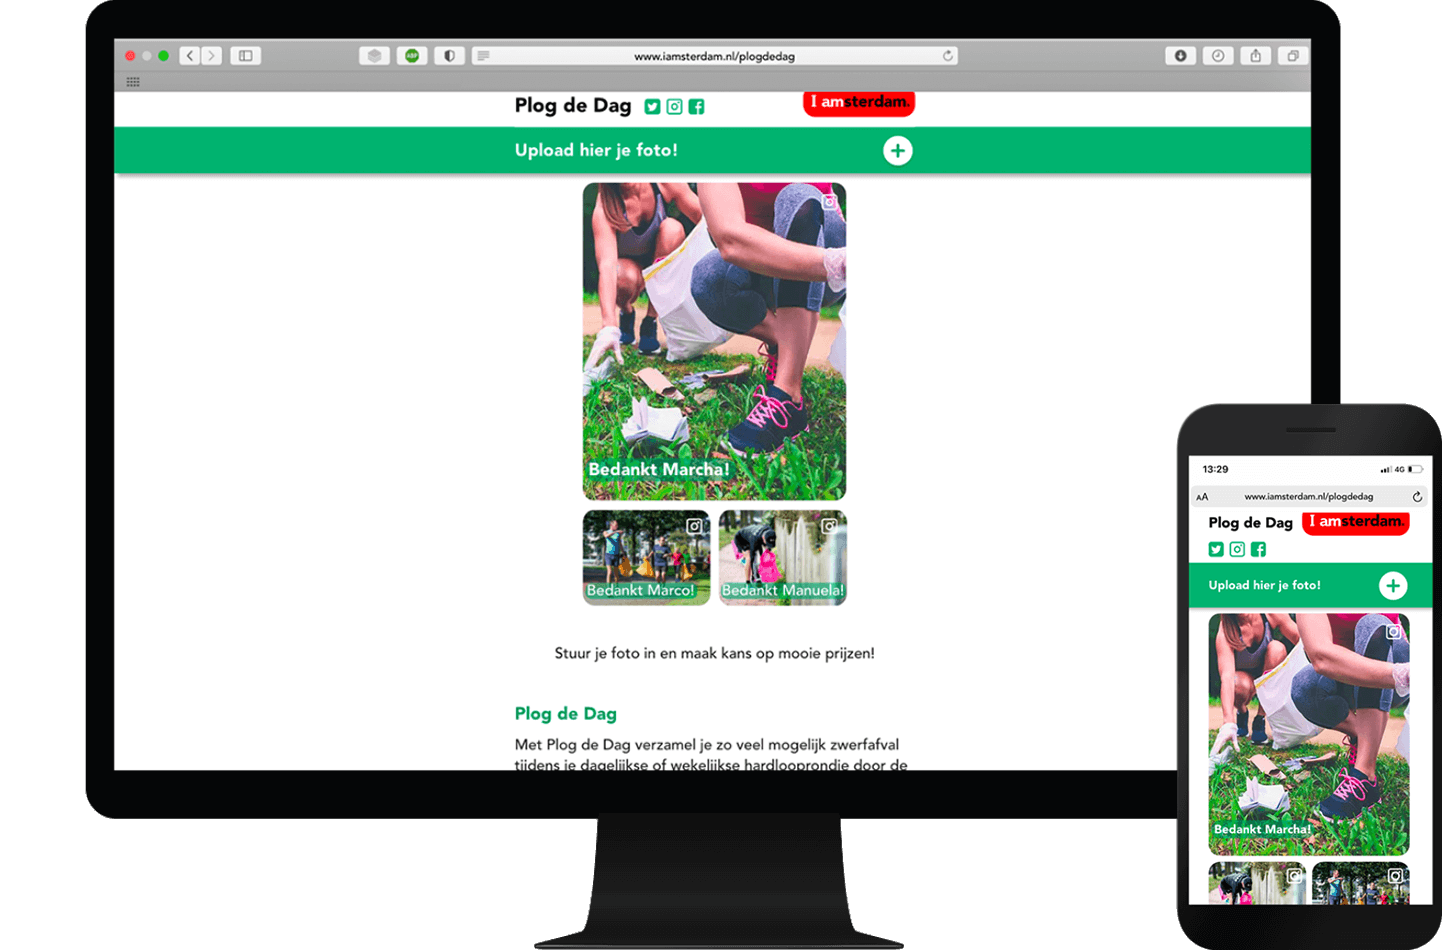 www.iamsterdam.nl/plogdedag
ABP
Plog de Dag
I amsterdam.
Upload hier je foto!
Bedankt Marcha!
Bedankt Marco!
Bedankt Manuela!
Stuur je foto in en maak kans op mooie prijzen!
Plog de Dag
Met Plog de Dag verzamel je zo veel mogelijk zwerfafval
tijdens je dagelijkse of wekelijkse hardlooprondje door de
13:29
4G
AA
www.iamsterdam.nl/plogdedag
Plog de Dag
I amsterdam.
Upload hier je foto!
Bedankt Marcha!